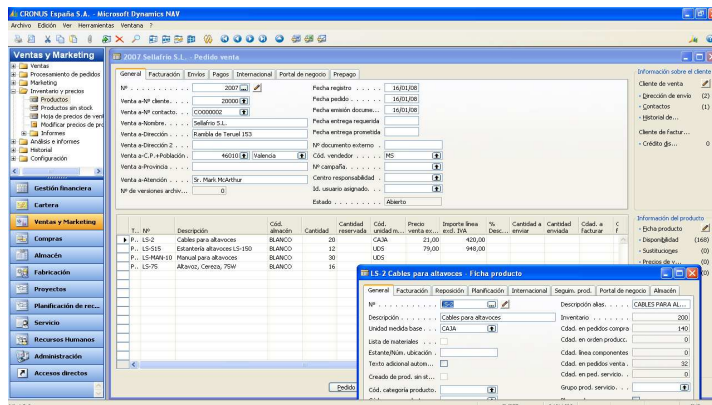 CRONUS España S.A. - Microsoft Dynamics NAV
Archivo Edición Ver Herramientas Ventana ?
Ventas y Marketing
Ventas
Procesamiento de pedidos
Marketing
Inventario y precios
Productos
Productos sin stock
Hoja de precios de vent
Modificar precios de pro
Informes
Análisis e informes
Historial
Configuración
Gestión financiera
Cartera
Ventas y Marketing
Compras
Almacén
Fabricación
Proyectos
Planificación de rec...
Servicio
Recursos Humanos
Administración
Accesos directos
2007 Sellafrio S.L. - Pedido venta
General Facturación Envíos Pagos Internacional Portal de negocio Prepago
Nº 2007 Fecha registro 16/01/08
Venta a-Nº cliente 20000 Fecha pedido 16/01/08
Venta a-Nº contacto CO000002 Fecha emisión docume... 16/01/08
Venta a-Nombre Sellafrio S.L. Fecha entrega requerida
Venta a-Dirección Rambla de Teruel 153 Fecha entrega prometida
Venta a-Dirección 2 Nº documento externo
Venta a-C.P.+Población 46010 Valencia Cód. vendedor MS
Venta a-Provincia Nº campaña
Venta a-Atención Sr. Mark McArthur Centro responsabilidad
Nº de versiones archiv... 0 Id. usuario asignado
Estado Abierto
T... Nº Descripción Cód. almacén Cantidad Cantidad reservada Cód. unidad m... Precio venta ex... Importe línea excl. IVA % Desc... Cantidad a enviar Cantidad enviada Cdad. a facturar
P.. LS-2 Cables para altavoces BLANCO 20 CAJA 21,00 420,00
P.. LS-S15 Estantería altavoces LS-150 BLANCO 12 UDS 79,00 948,00
P.. LS-MAN-10 Manual para altavoces BLANCO 30 UDS
P.. LS-75 Altavoz, Cereza, 75W BLANCO 16
Pedido
Información sobre el cliente
Cliente de venta
Dirección de envío (2)
Contactos (1)
Historial de...
Cliente de factur...
Crédito dis... 0
Información del producto
Ficha producto
Disponibilidad (168)
Sustituciones (0)
Precios de v... (0)
(0)
LS-2 Cables para altavoces - Ficha producto
General Facturación Reposición Planificación Internacional Seguim. prod. Portal de negocio Almacén
Nº LS-2 Descripción alias CABLES PARA AL...
Descripción Cables para altavoces Inventario 200
Unidad medida base CAJA Cdad. en pedidos compra 140
Lista de materiales Cdad. en orden producc. 0
Estante/Núm. ubicación Cdad. línea componentes 0
Texto adicional autom... Cdad. en pedidos venta 32
Creado de prod. sin st... Cdad. en ped. servicio 0
Cód. categoría producto Grupo prod. servicio